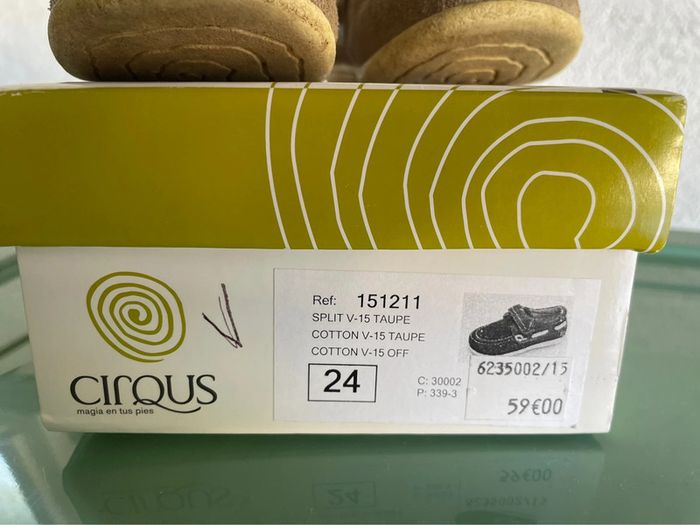 CIRQUS
magia en tus pies
Ref: 151211
SPLIT V-15 TAUPE
COTTON V-15 TAUPE
COTTON V-15 OFF
24
C: 30002
P: 339-3
6235002/15
59€00